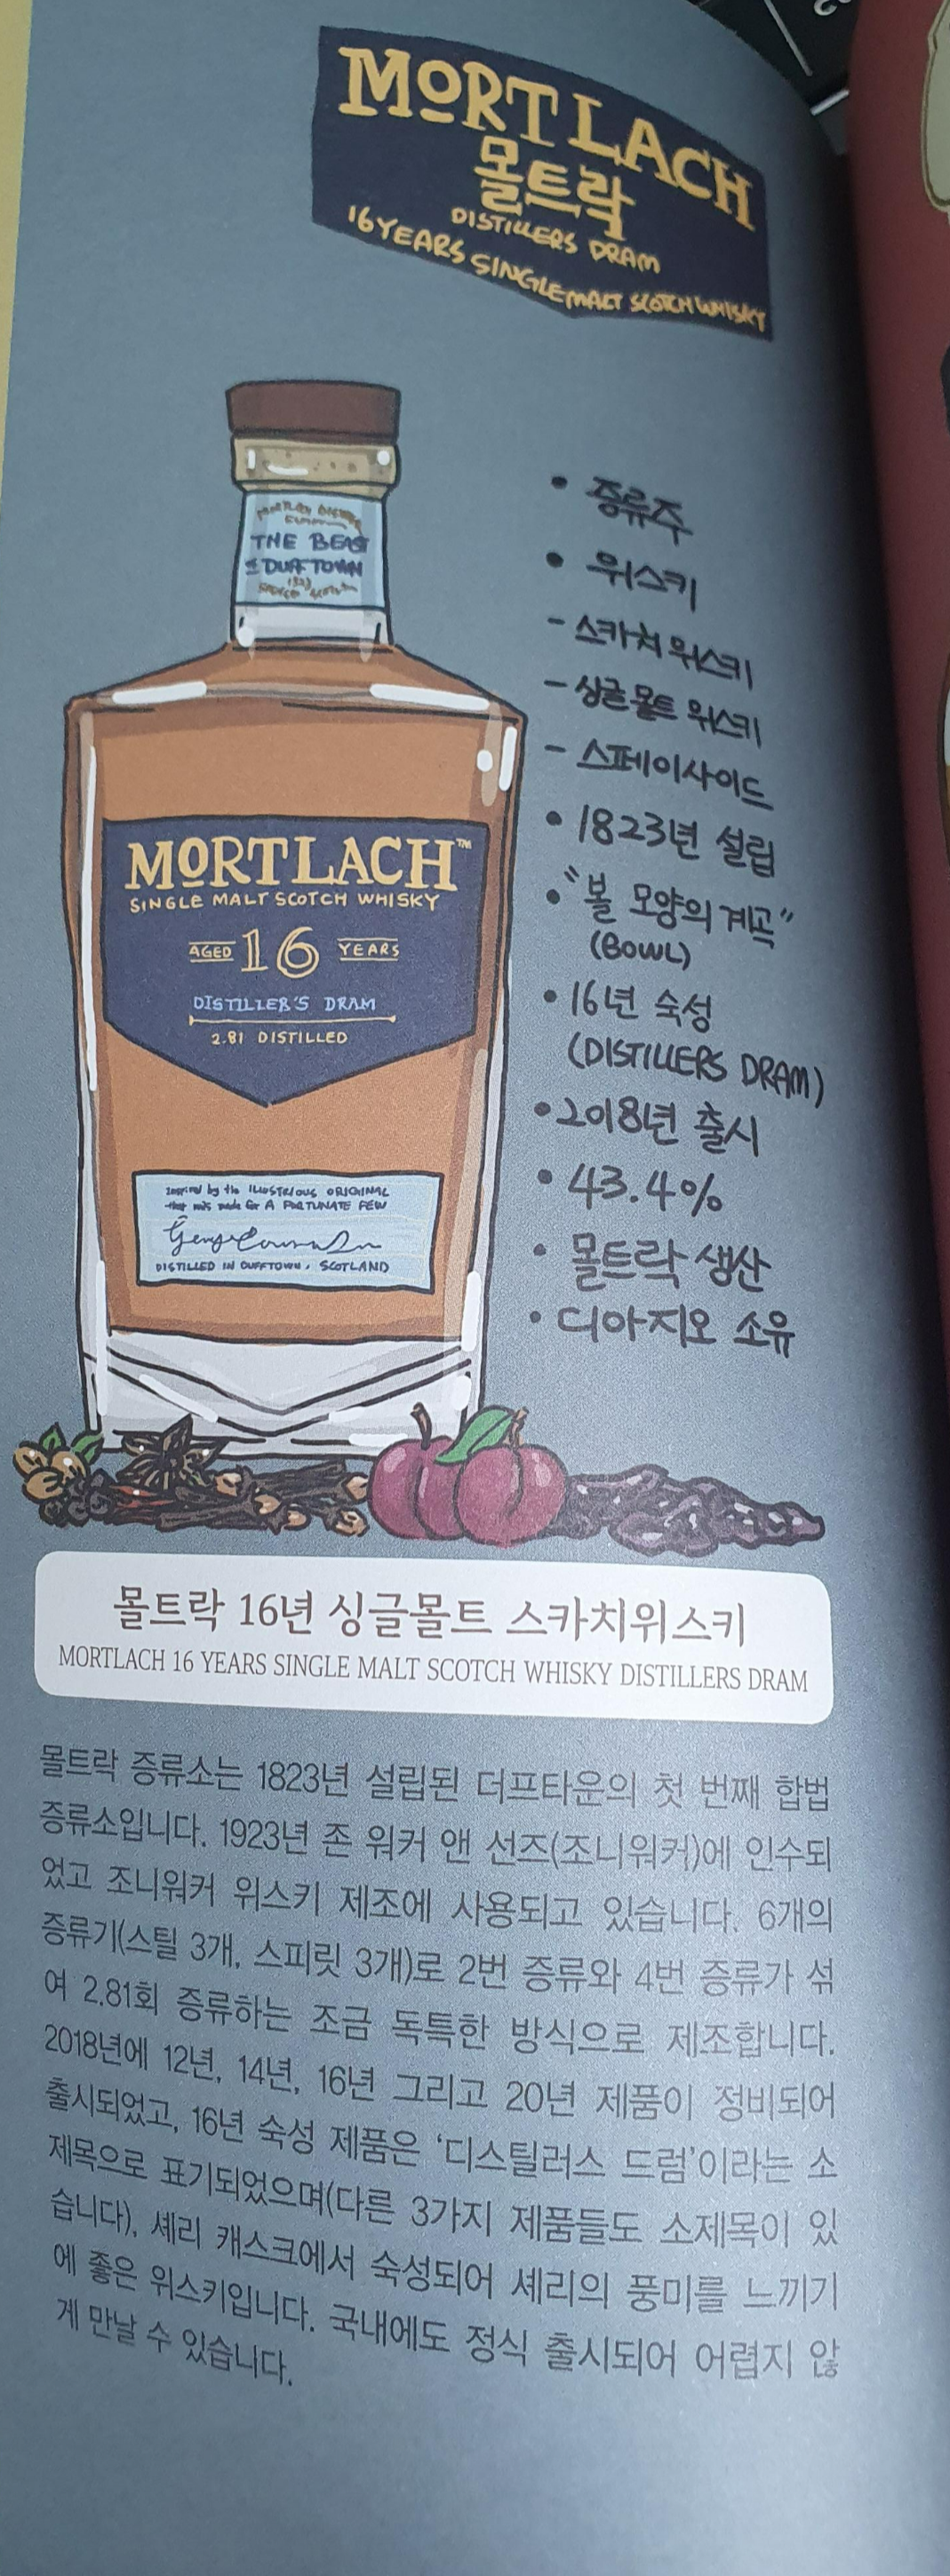 MORTLACH
몰트락
DISTILLERS DRAM
16 YEARS SINGLE MALT SCOTCH WHISKY
THE BEAST
of DUFFTOWN
MORTLACH™
SINGLE MALT SCOTCH WHISKY
AGED 16 YEARS
DISTILLER'S DRAM
2.81 DISTILLED
Inspired by the ILLUSTRIOUS ORIGINAL
that was made for A FORTUNATE FEW
DISTILLED IN DUFFTOWN, SCOTLAND
• 증류주
• 위스키
- 스카치 위스키
- 싱글몰트 위스키
- 스페이사이드
• 1823년 설립
• "볼 모양의 계곡"
(BOWL)
• 16년 숙성
(DISTILLERS DRAM)
• 2018년 출시
• 43.4%
• 몰트락 생산
• 디아지오 소유
몰트락 16년 싱글몰트 스카치위스키
MORTLACH 16 YEARS SINGLE MALT SCOTCH WHISKY DISTILLERS DRAM
몰트락 증류소는 1823년 설립된 더프타운의 첫 번째 합법
증류소입니다. 1923년 존 워커 앤 선즈(조니워커)에 인수되
었고 조니워커 위스키 제조에 사용되고 있습니다. 6개의
증류기(스틸 3개, 스피릿 3개)로 2번 증류와 4번 증류가 섞
여 2.81회 증류하는 조금 독특한 방식으로 제조합니다.
2018년에 12년, 14년, 16년 그리고 20년 제품이 정비되어
출시되었고, 16년 숙성 제품은 '디스틸러스 드럼'이라는 소
제목으로 표기되었으며(다른 3가지 제품들도 소제목이 있
습니다), 셰리 캐스크에서 숙성되어 셰리의 풍미를 느끼기
에 좋은 위스키입니다. 국내에도 정식 출시되어 어렵지 않
게 만날 수 있습니다.